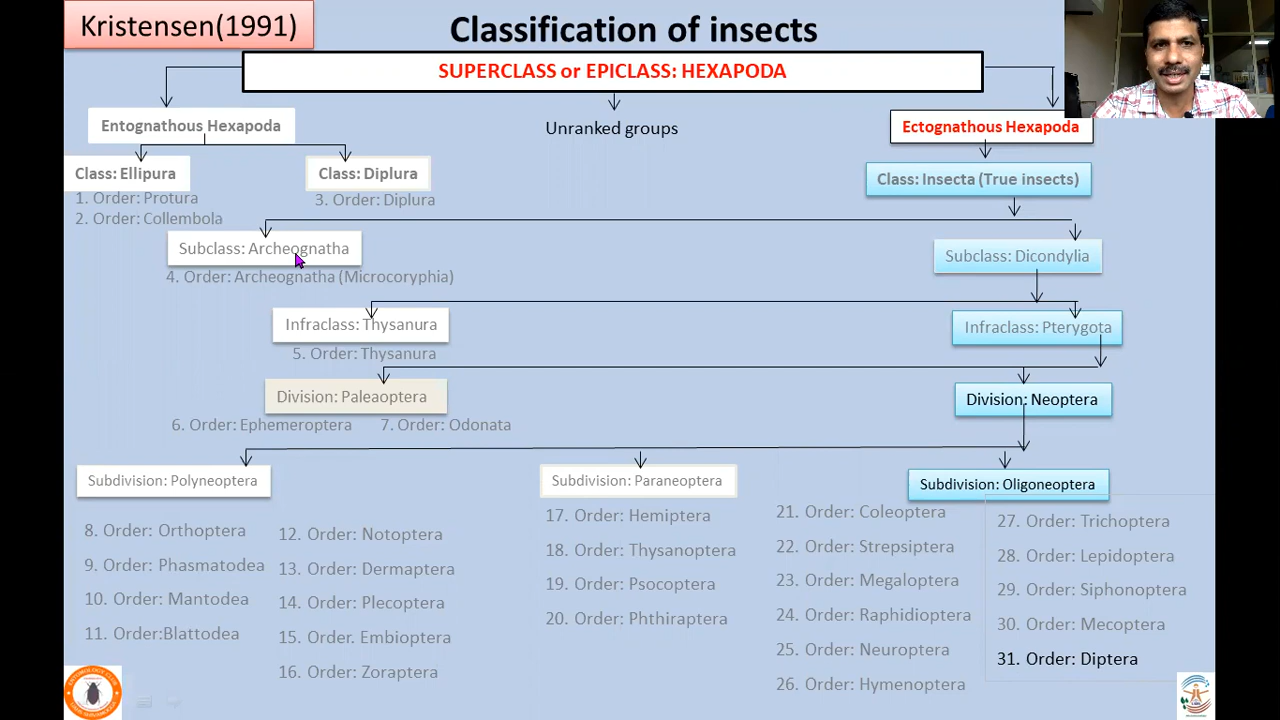 Kristensen(1991)
Classification of insects
SUPERCLASS or EPICLASS: HEXAPODA
Entognathous Hexapoda
Unranked groups
Ectognathous Hexapoda
Class: Ellipura
Class: Diplura
Class: Insecta (True insects)
1. Order: Protura
2. Order: Collembola
3. Order: Diplura
Subclass: Archeognatha
Subclass: Dicondylia
4. Order: Archeognatha (Microcoryphia)
Infraclass: Thysanura
Infraclass: Pterygota
5. Order: Thysanura
Division: Paleaoptera
Division: Neoptera
6. Order: Ephemeroptera
7. Order: Odonata
Subdivision: Polyneoptera
Subdivision: Paraneoptera
Subdivision: Oligoneoptera
8. Order: Orthoptera
9. Order: Phasmatodea
10. Order: Mantodea
11. Order:Blattodea
12. Order: Notoptera
13. Order: Dermaptera
14. Order: Plecoptera
15. Order. Embioptera
16. Order: Zoraptera
17. Order: Hemiptera
18. Order: Thysanoptera
19. Order: Psocoptera
20. Order: Phthiraptera
21. Order: Coleoptera
22. Order: Strepsiptera
23. Order: Megaloptera
24. Order: Raphidioptera
25. Order: Neuroptera
26. Order: Hymenoptera
27. Order: Trichoptera
28. Order: Lepidoptera
29. Order: Siphonoptera
30. Order: Mecoptera
31. Order: Diptera